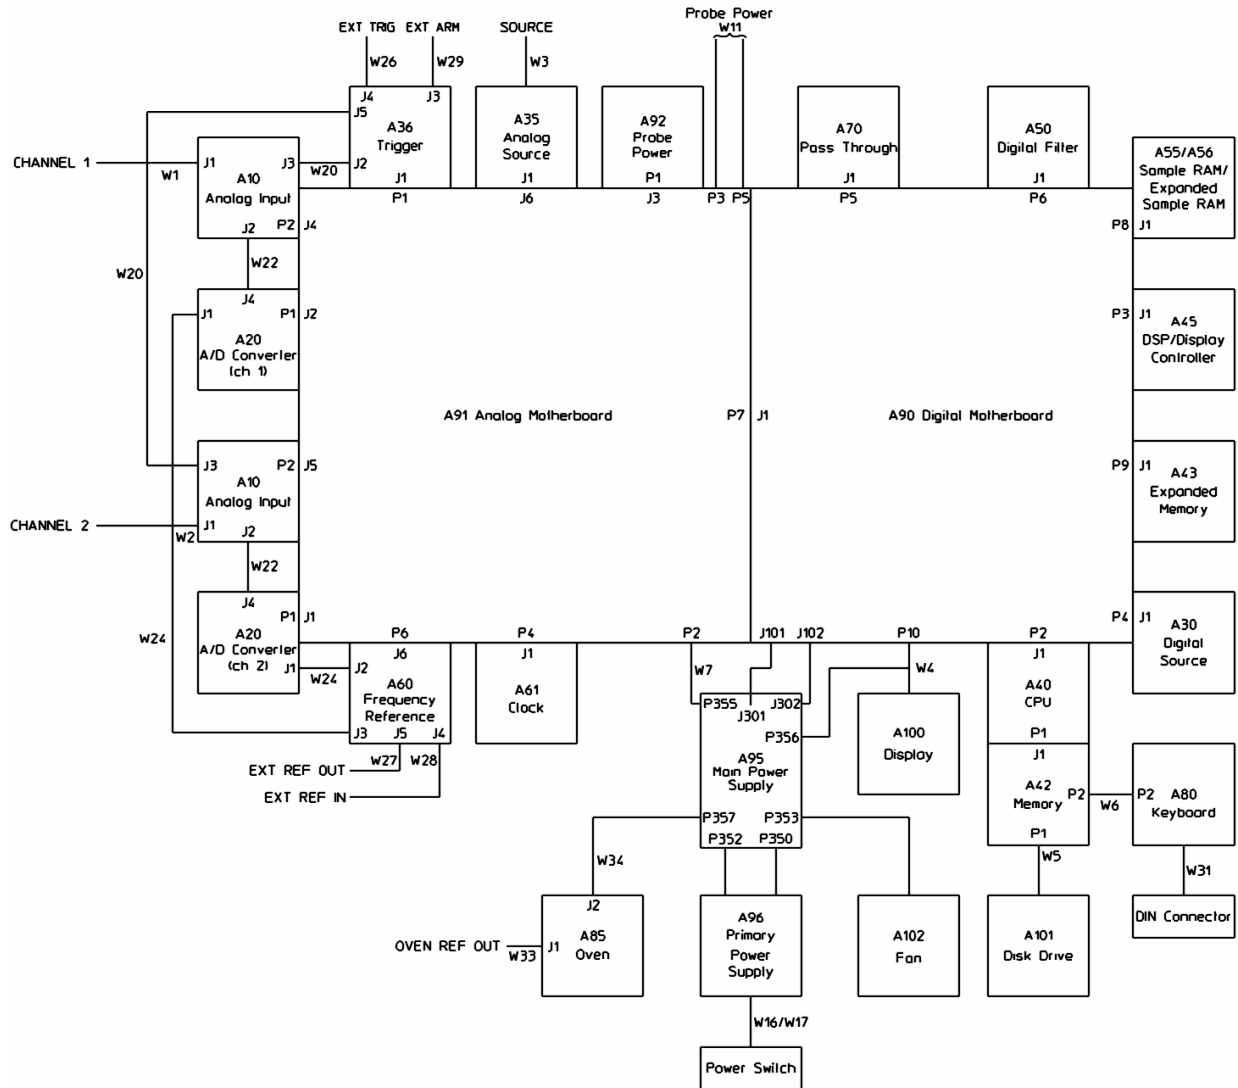 Probe Power
W11
EXT TRIG
EXT ARM
SOURCE
W26
W29
W3
J4
J3
J5
A36
Trigger
J2
J1
P1
A35
Analog
Source
J1
J6
A92
Probe
Power
P1
J3
P3
P5
A70
Pass Through
J1
P5
A50
Digital Filter
J1
P6
A55/A56
Sample RAM/
Expanded
Sample RAM
P8
J1
CHANNEL 1
W1
J1
J3
W20
A10
Analog Input
J2
P2
J4
W20
W22
J4
J1
P1
J2
A20
A/D Converler
(ch 1)
P3
J1
A45
DSP/Display
Controller
A91 Analog Motherboard
P7
J1
A90 Digital Motherboard
J3
P2
J5
A10
Analog Input
CHANNEL 2
W2
J1
J2
P9
J1
A43
Expanded
Memory
W22
J4
P1
J1
A20
A/D Converler
(ch 2)
J1
W24
W24
P6
J6
J2
A60
Frequency
Reference
J3
J5
J4
P4
J1
A61
Clock
P2
J101
J102
P10
P2
P4
J1
A30
Digital
Source
W7
W4
P355
J302
J301
P356
A95
Main Power
Supply
P357
P353
P352
P350
A100
Display
J1
A40
CPU
P1
J1
A42
Memory
P2
P1
W6
P2
A80
Keyboard
W27
W28
EXT REF OUT
EXT REF IN
W34
W5
W31
DIN Connector
J2
A85
Oven
J1
OVEN REF OUT
W33
A96
Primary
Power
Supply
A102
Fan
A101
Disk Drive
W16/W17
Power Switch